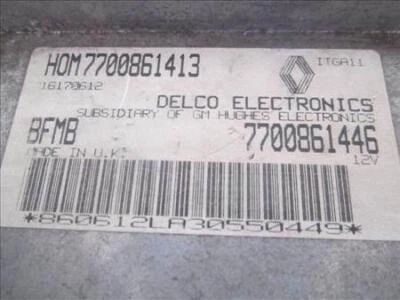 HOM7700861413
ITGA11
16170612
DELCO ELECTRONICS
SUBSIDIARY OF GM HUGHES ELECTRONICS
BFMB
7700861446
MADE IN U.K.
12V
*860612LA30550449*